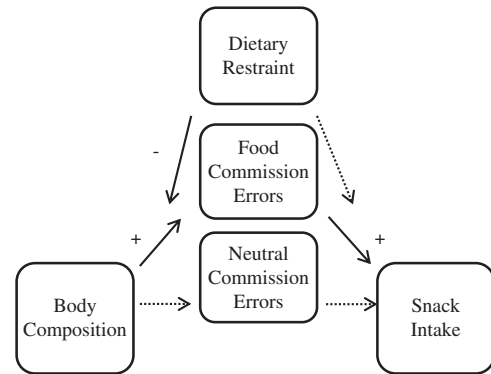 Dietary
Restraint
-
Food
Commission
Errors
+
+
Neutral
Commission
Errors
Body
Composition
Snack
Intake